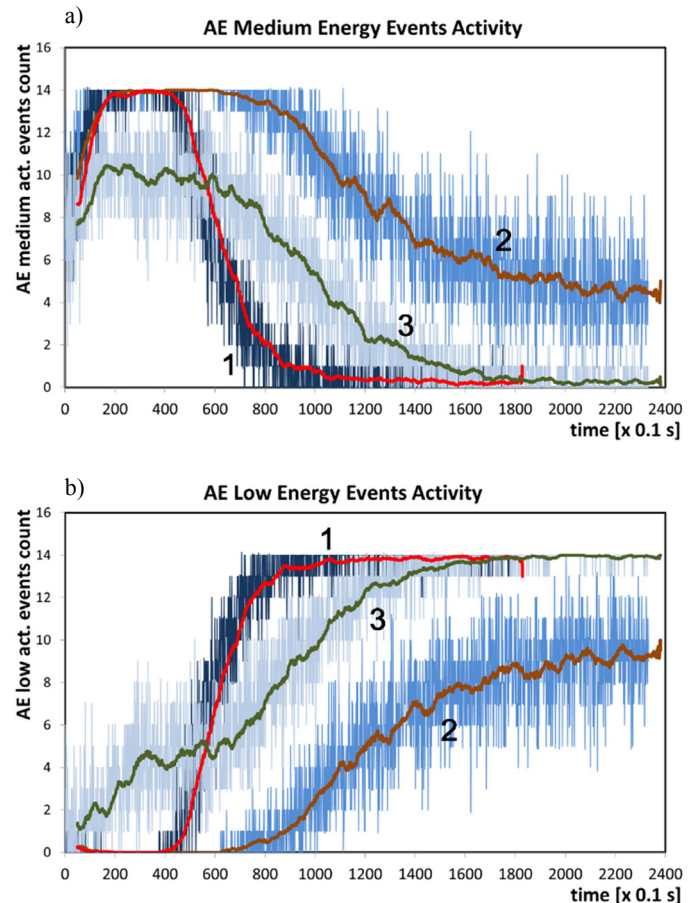 a)
AE Medium Energy Events Activity
AE medium act. events count
16
14
12
10
8
6
4
2
0
1
2
3
0 200 400 600 800 1000 1200 1400 1600 1800 2000 2200 2400
time [x 0.1 s]
b)
AE Low Energy Events Activity
AE low act. events count
16
14
12
10
8
6
4
2
0
1
3
2
0 200 400 600 800 1000 1200 1400 1600 1800 2000 2200 2400
time [x 0.1 s]